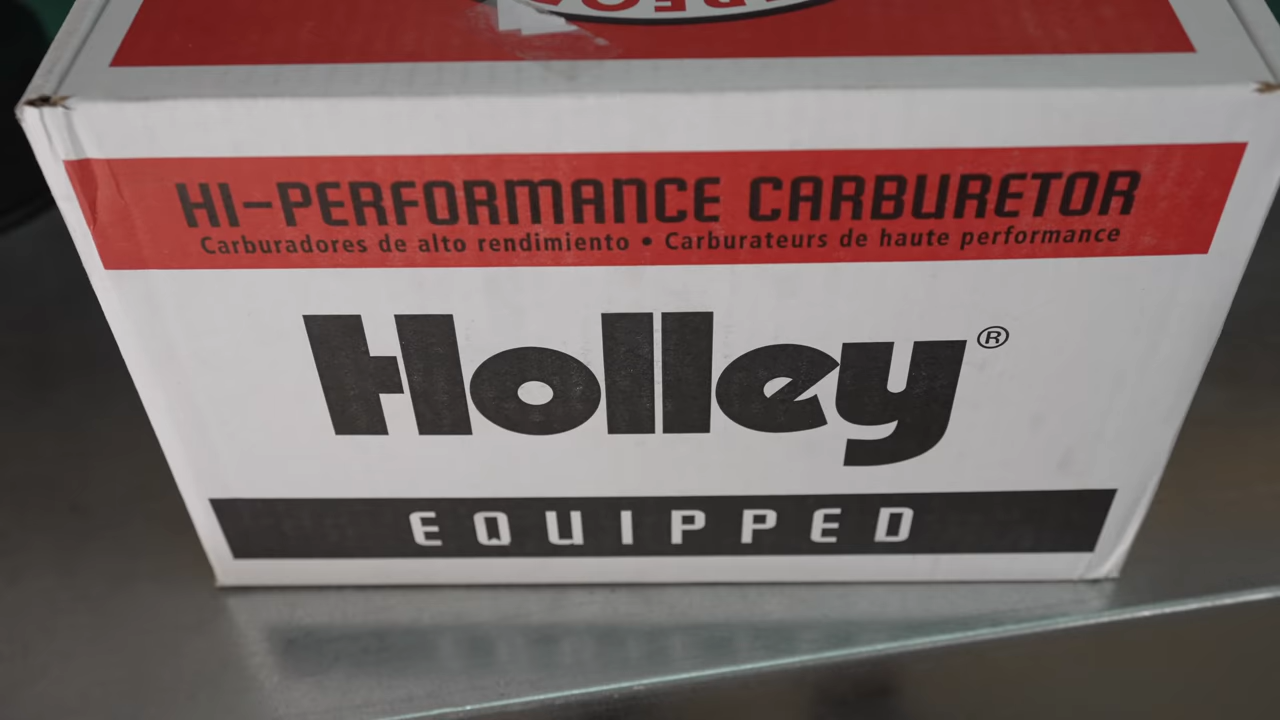 HI-PERFORMANCE CARBURETOR
Carburadores de alto rendimiento • Carburateurs de haute performance
Holley®
EQUIPPED